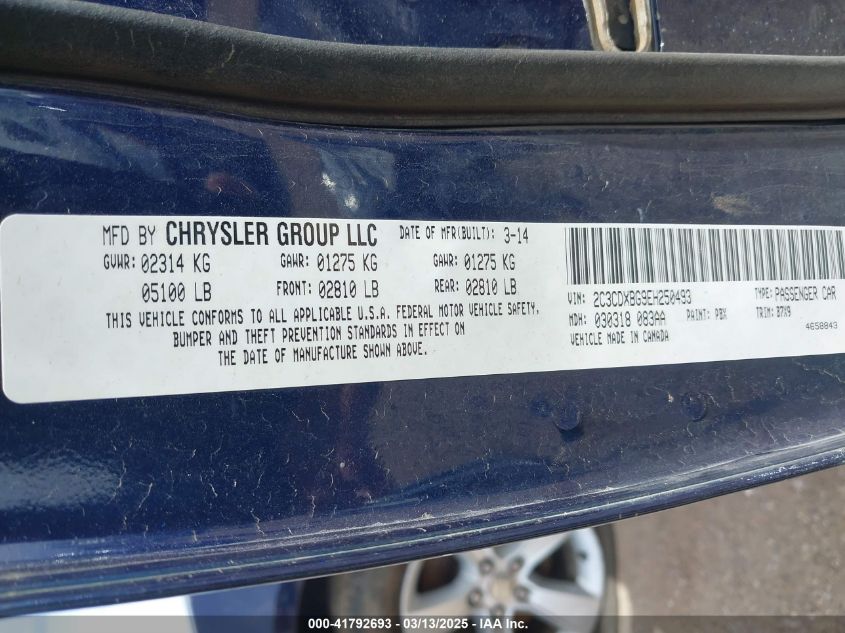 MFD BY CHRYSLER GROUP LLC DATE OF MFR(BUILT): 3-14
GVWR: 02314 KG GAWR: 01275 KG GAWR: 01275 KG
05100 LB FRONT: 02810 LB REAR: 02810 LB
THIS VEHICLE CONFORMS TO ALL APPLICABLE U.S.A. FEDERAL MOTOR VEHICLE SAFETY,
BUMPER AND THEFT PREVENTION STANDARDS IN EFFECT ON
THE DATE OF MANUFACTURE SHOWN ABOVE.
VIN: 2C3CDXBG9EH250493 TYPE: PASSENGER CAR
MDH: 030318 083AA PAINT: PBX TRIM: B7X9
VEHICLE MADE IN CANADA 4658843
000-41792693 - 03/13/2025 - IAA Inc.